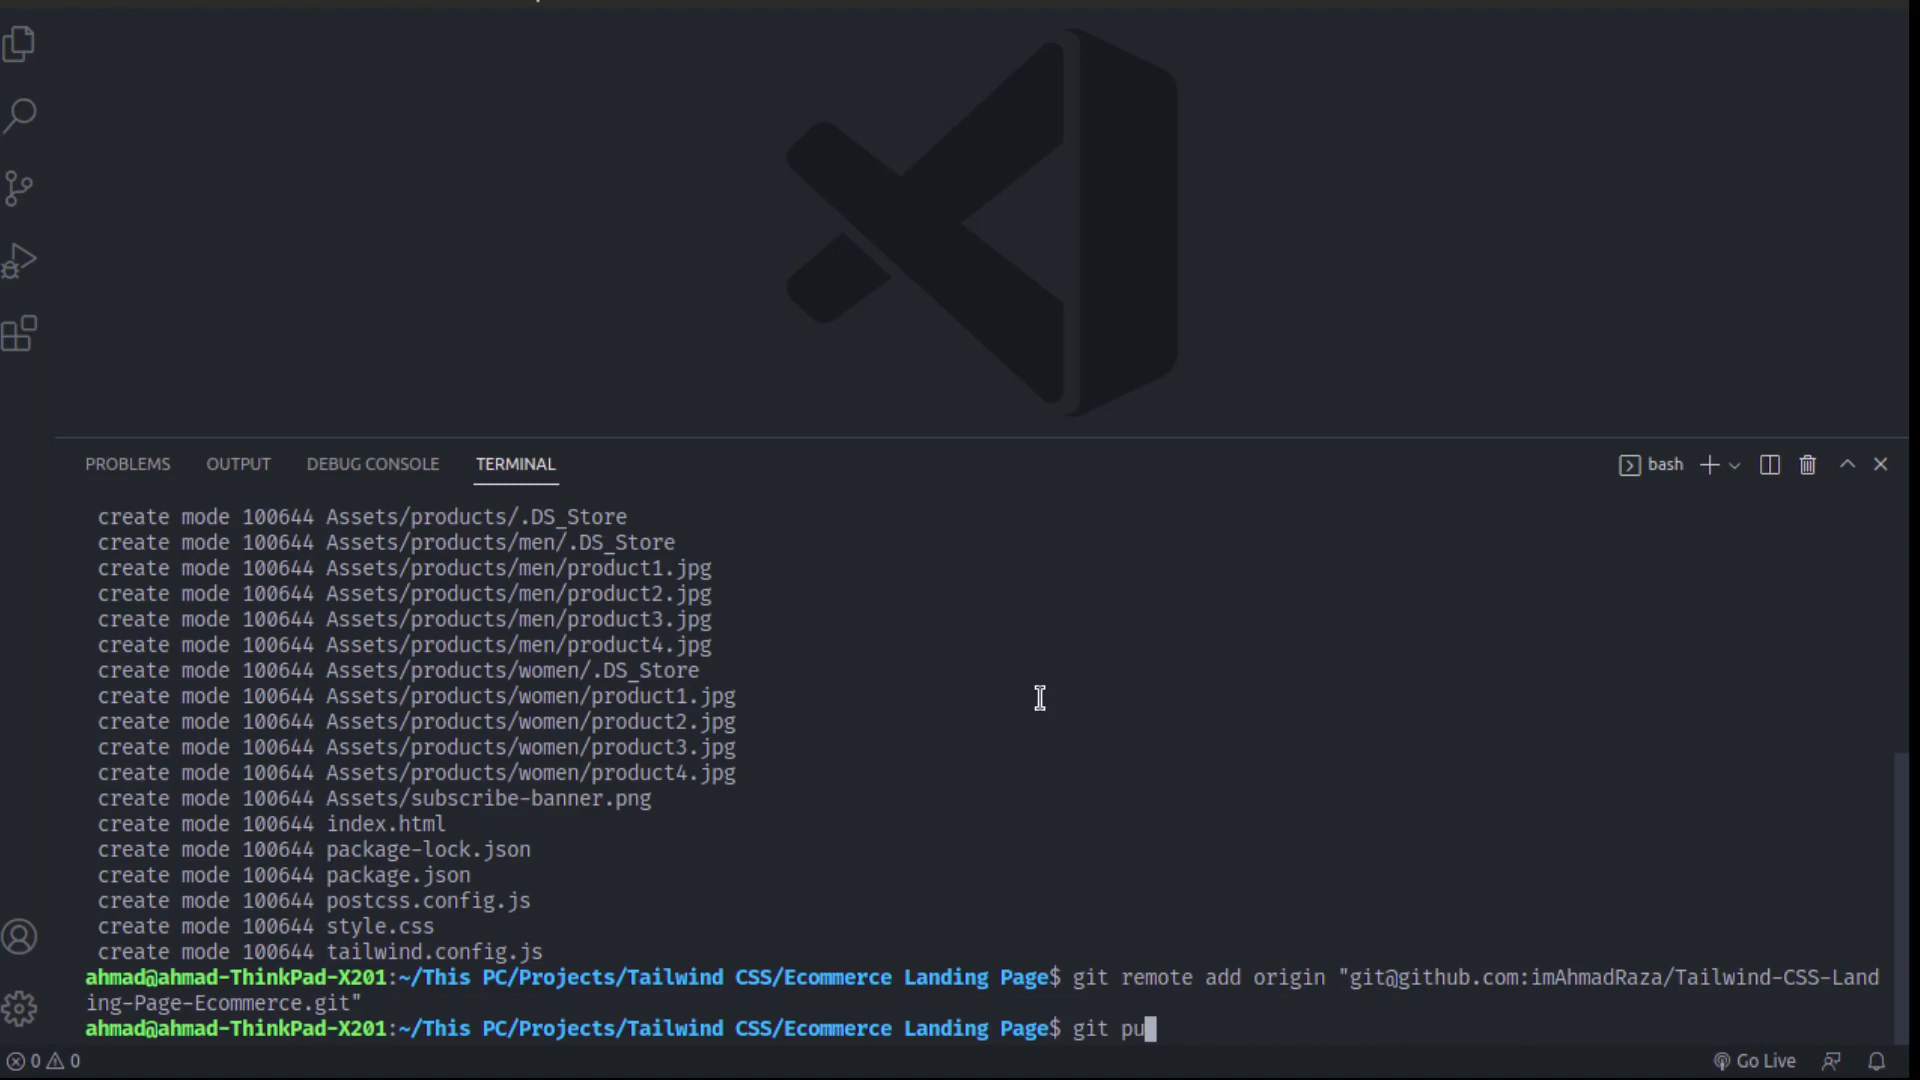 PROBLEMS OUTPUT DEBUG CONSOLE TERMINAL bash
create mode 100644 Assets/products/.DS_Store
create mode 100644 Assets/products/men/.DS_Store
create mode 100644 Assets/products/men/product1.jpg
create mode 100644 Assets/products/men/product2.jpg
create mode 100644 Assets/products/men/product3.jpg
create mode 100644 Assets/products/men/product4.jpg
create mode 100644 Assets/products/women/.DS_Store
create mode 100644 Assets/products/women/product1.jpg
create mode 100644 Assets/products/women/product2.jpg
create mode 100644 Assets/products/women/product3.jpg
create mode 100644 Assets/products/women/product4.jpg
create mode 100644 Assets/subscribe-banner.png
create mode 100644 index.html
create mode 100644 package-lock.json
create mode 100644 package.json
create mode 100644 postcss.config.js
create mode 100644 style.css
create mode 100644 tailwind.config.js
ahmad@ahmad-ThinkPad-X201:~/This PC/Projects/Tailwind CSS/Ecommerce Landing Page$ git remote add origin "git@github.com:imAhmadRaza/Tailwind-CSS-Land
ing-Page-Ecommerce.git"
ahmad@ahmad-ThinkPad-X201:~/This PC/Projects/Tailwind CSS/Ecommerce Landing Page$ git pu
0 0 Go Live